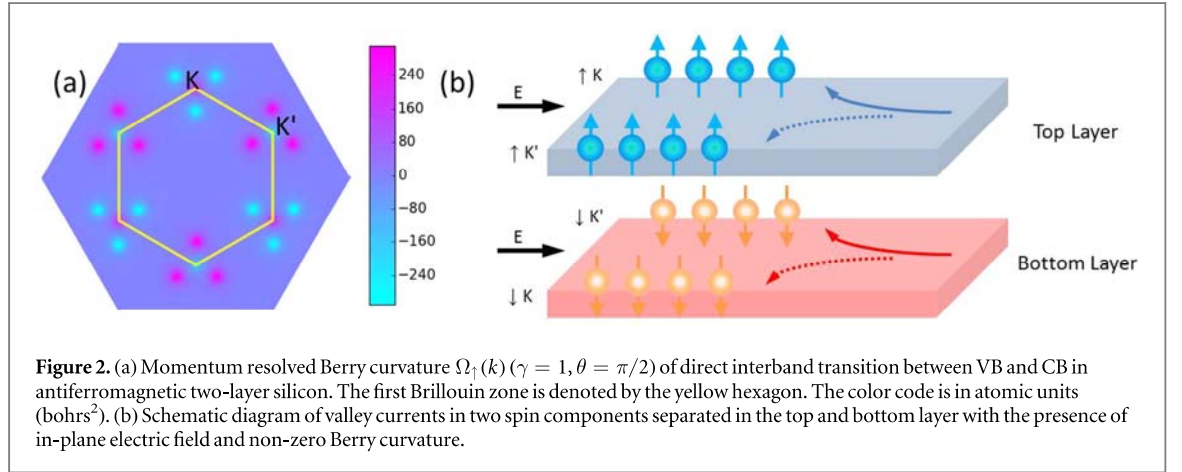 (a)
K
K'
240
160
80
0
−80
−160
−240
(b)
↑ K
E
↑ K'
Top Layer
↓ K'
E
↓ K
Bottom Layer
Figure 2. (a) Momentum resolved Berry curvature Ω↑(k) (γ = 1, θ = π/2) of direct interband transition between VB and CB in
antiferromagnetic two-layer silicon. The first Brillouin zone is denoted by the yellow hexagon. The color code is in atomic units
(bohrs²). (b) Schematic diagram of valley currents in two spin components separated in the top and bottom layer with the presence of
in-plane electric field and non-zero Berry curvature.